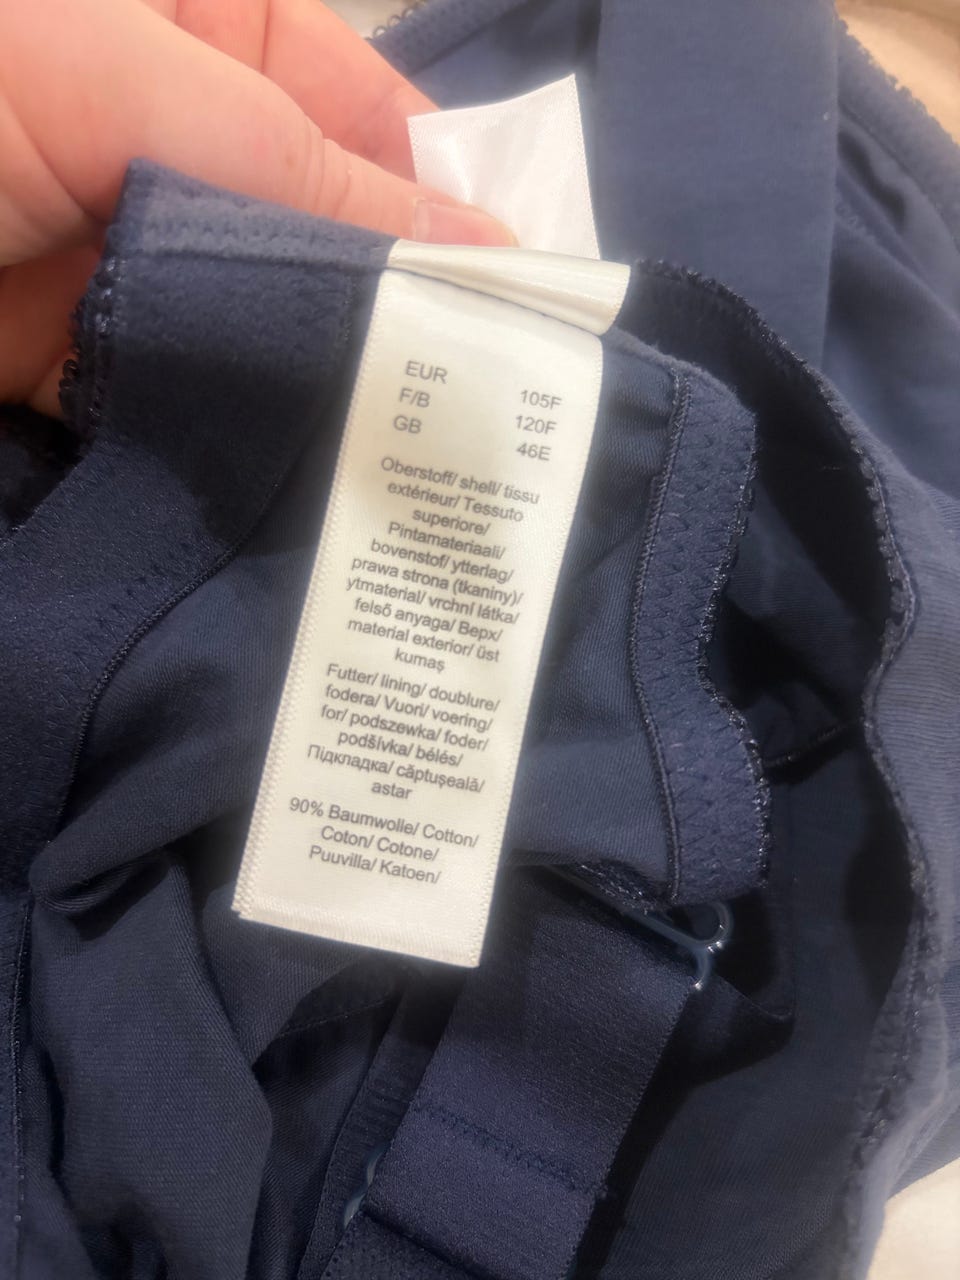 EUR 105F
F/B 120F
GB 46E
Oberstoff/ shell/ tissu
extérieur/ Tessuto
superiore/
Pintamateriaali/
bovenstof/ ytterlag/
prawa strona (tkaniny)/
ytmaterial/ vrchní látka/
felső anyaga/ Верх/
material exterior/ üst
kumaş
Futter/ lining/ doublure/
fodera/ Vuori/ voering/
for/ podszewka/ foder/
podšívka/ bélés/
Підкладка/ căptușeală/
astar
90% Baumwolle/ Cotton/
Coton/ Cotone/
Puuvilla/ Katoen/